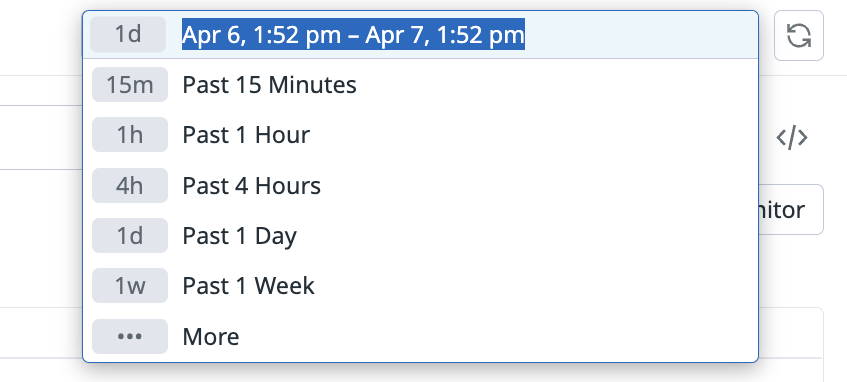 1d Apr 6, 1:52 pm – Apr 7, 1:52 pm
15m Past 15 Minutes
1h Past 1 Hour
</>
4h Past 4 Hours
nitor
1d Past 1 Day
1w Past 1 Week
••• More